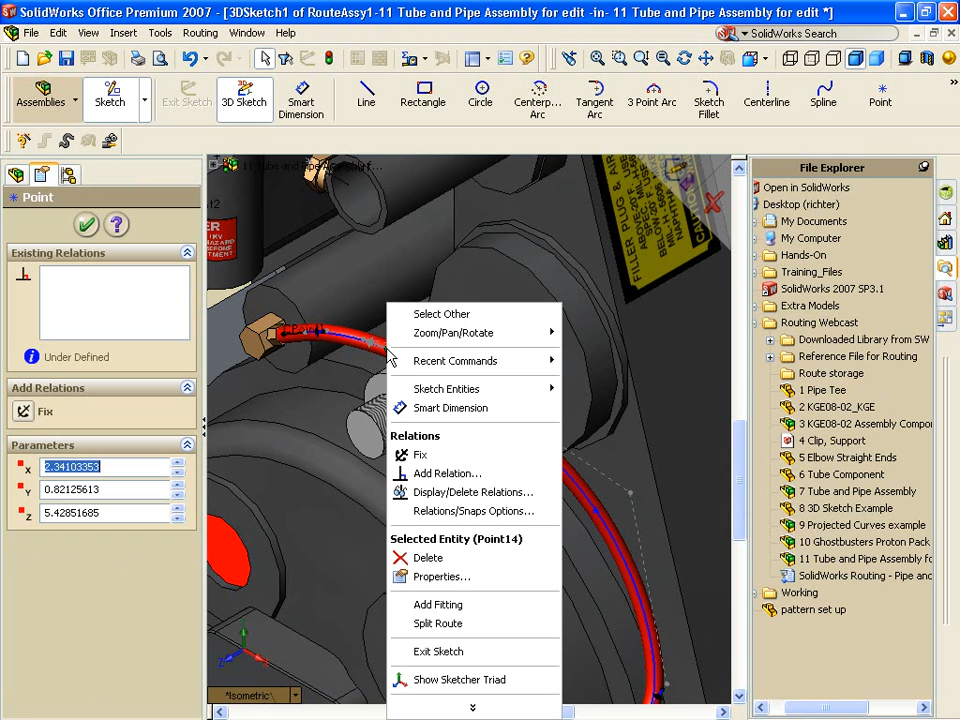 SolidWorks Office Premium 2007 - [3DSketch1 of RouteAssy1-11 Tube and Pipe Assembly for edit -in- 11 Tube and Pipe Assembly for edit *]
File Edit View Insert Tools Routing Window Help
SolidWorks Search
Assemblies
Sketch
Exit Sketch
3D Sketch
Smart Dimension
Line
Rectangle
Circle
Centerp... Arc
Tangent Arc
3 Point Arc
Sketch Fillet
Centerline
Spline
Point
Point
Existing Relations
Under Defined
Add Relations
Fix
Parameters
X 2.34103353
Y 0.82125613
Z 5.42851685
11 Tube and Pipe Assembly f...
FILLER PLUG & AIR
Select Other
Zoom/Pan/Rotate
Recent Commands
Sketch Entities
Smart Dimension
Relations
Fix
Add Relation...
Display/Delete Relations...
Relations/Snaps Options...
Selected Entity (Point14)
Delete
Properties...
Add Fitting
Split Route
Exit Sketch
Show Sketcher Triad
*Isometric
File Explorer
Open in SolidWorks
Desktop (richter)
My Documents
My Computer
Hands-On
Training_Files
SolidWorks 2007 SP3.1
Extra Models
Routing Webcast
Downloaded Library from SW
Reference File for Routing
Route storage
1 Pipe Tee
2 KGE08-02_KGE
3 KGE08-02 Assembly Compo
4 Clip, Support
5 Elbow Straight Ends
6 Tube Component
7 Tube and Pipe Assembly
8 3D Sketch Example
9 Projected Curves example
10 Ghostbusters Proton Pack
11 Tube and Pipe Assembly fo
SolidWorks Routing - Pipe and
Working
pattern set up